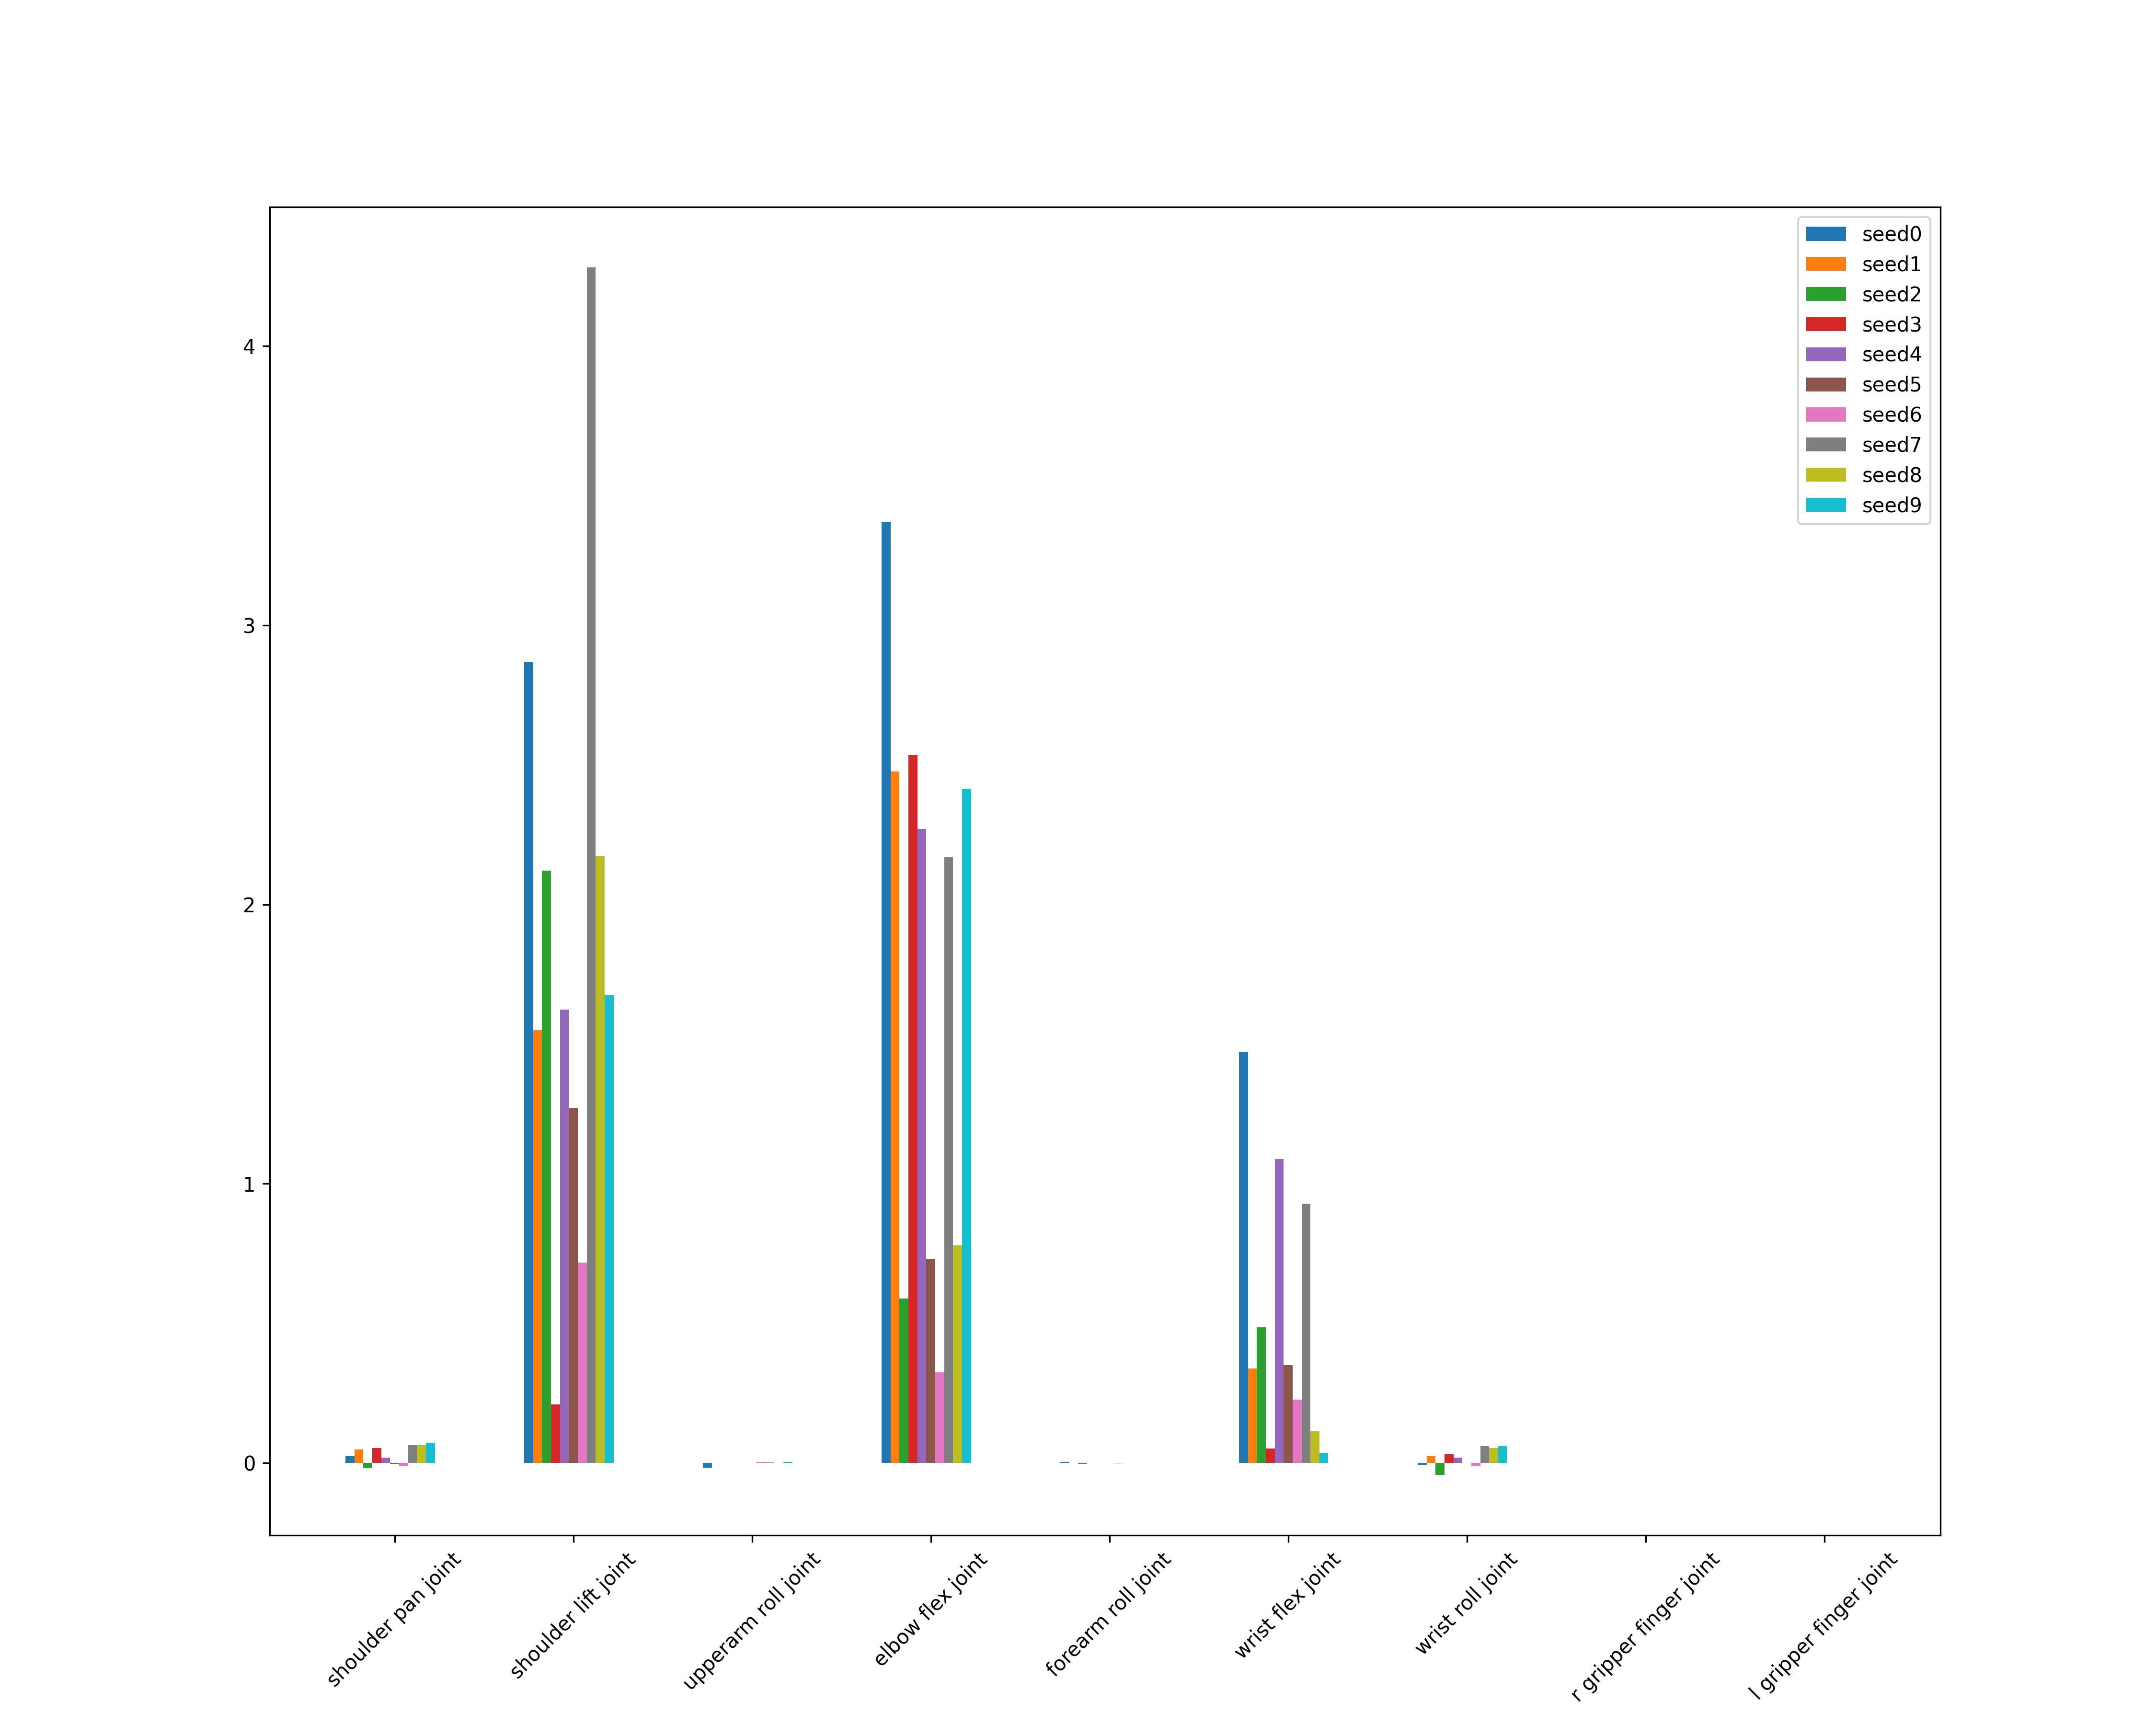 4
3
2
1
0
shoulder pan joint
shoulder lift joint
upperarm roll joint
elbow flex joint
forearm roll joint
wrist flex joint
wrist roll joint
r gripper finger joint
l gripper finger joint
seed0
seed1
seed2
seed3
seed4
seed5
seed6
seed7
seed8
seed9